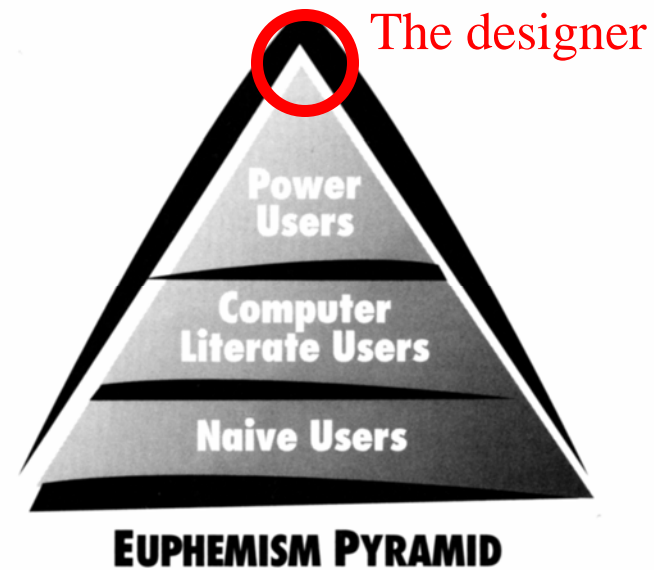 The designer
Power
Users
Computer
Literate Users
Naive Users
EUPHEMISM PYRAMID